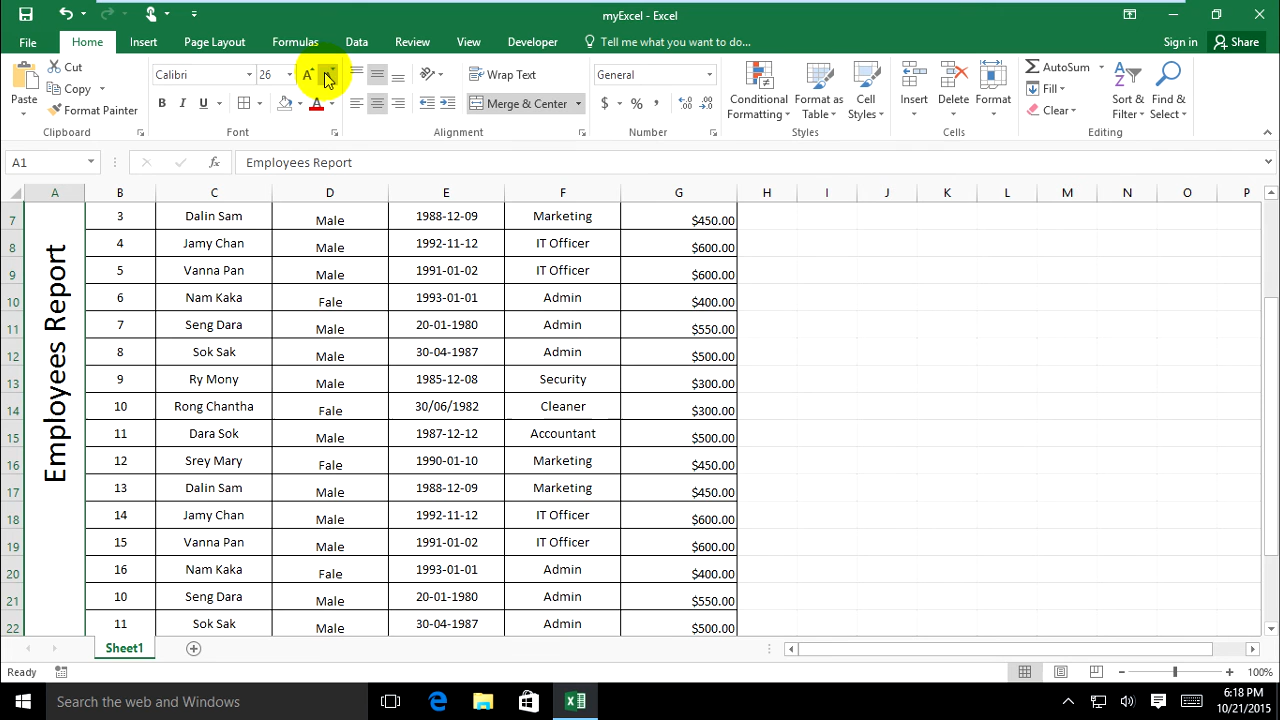 myExcel - Excel
File Home Insert Page Layout Formulas Data Review View Developer Tell me what you want to do... Sign in Share
Paste
Cut
Copy
Format Painter
Clipboard
Calibri 26
B I U
Font
Wrap Text
Merge & Center
Alignment
General
$ % ,
Number
Conditional Formatting
Format as Table
Cell Styles
Styles
Insert Delete Format
Cells
AutoSum
Fill
Clear
Sort & Filter
Find & Select
Editing
A1 fx Employees Report
A B C D E F G H I J K L M N O P
Employees Report
7 3 Dalin Sam Male 1988-12-09 Marketing $450.00
8 4 Jamy Chan Male 1992-11-12 IT Officer $600.00
9 5 Vanna Pan Male 1991-01-02 IT Officer $600.00
10 6 Nam Kaka Fale 1993-01-01 Admin $400.00
11 7 Seng Dara Male 20-01-1980 Admin $550.00
12 8 Sok Sak Male 30-04-1987 Admin $500.00
13 9 Ry Mony Male 1985-12-08 Security $300.00
14 10 Rong Chantha Fale 30/06/1982 Cleaner $300.00
15 11 Dara Sok Male 1987-12-12 Accountant $500.00
16 12 Srey Mary Fale 1990-01-10 Marketing $450.00
17 13 Dalin Sam Male 1988-12-09 Marketing $450.00
18 14 Jamy Chan Male 1992-11-12 IT Officer $600.00
19 15 Vanna Pan Male 1991-01-02 IT Officer $600.00
20 16 Nam Kaka Fale 1993-01-01 Admin $400.00
21 10 Seng Dara Male 20-01-1980 Admin $550.00
22 11 Sok Sak Male 30-04-1987 Admin $500.00
Sheet1
Ready 100%
Search the web and Windows
6:18 PM
10/21/2015